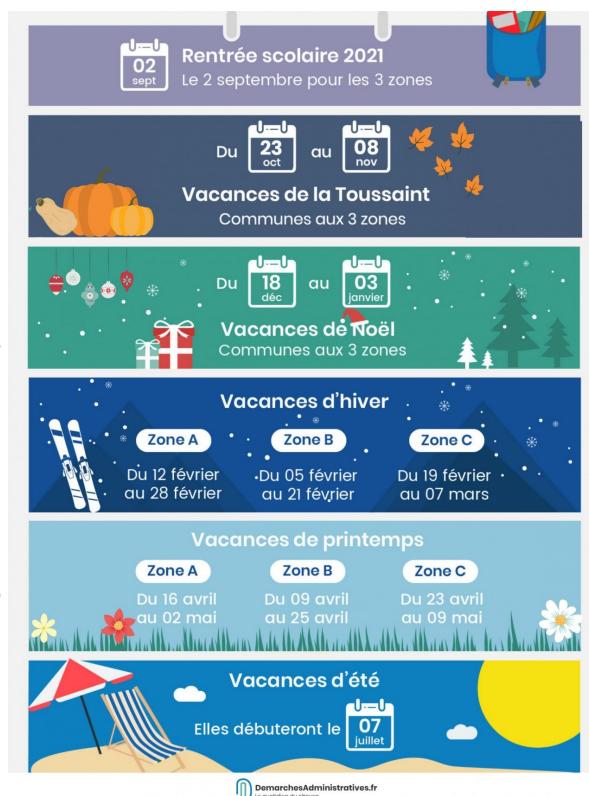 02
sept
Rentrée scolaire 2021
Le 2 septembre pour les 3 zones
Du 23 oct au 08 nov
Vacances de la Toussaint
Communes aux 3 zones
Du 18 déc au 03 janvier
Vacances de Noël
Communes aux 3 zones
Vacances d'hiver
Zone A Zone B Zone C
Du 12 février Du 05 février Du 19 février
au 28 février au 21 février au 07 mars
Vacances de printemps
Zone A Zone B Zone C
Du 16 avril Du 09 avril Du 23 avril
au 02 mai au 25 avril au 09 mai
Vacances d'été
Elles débuteront le 07 juillet
DemarchesAdministratives.fr
Le quotidien du citoyen